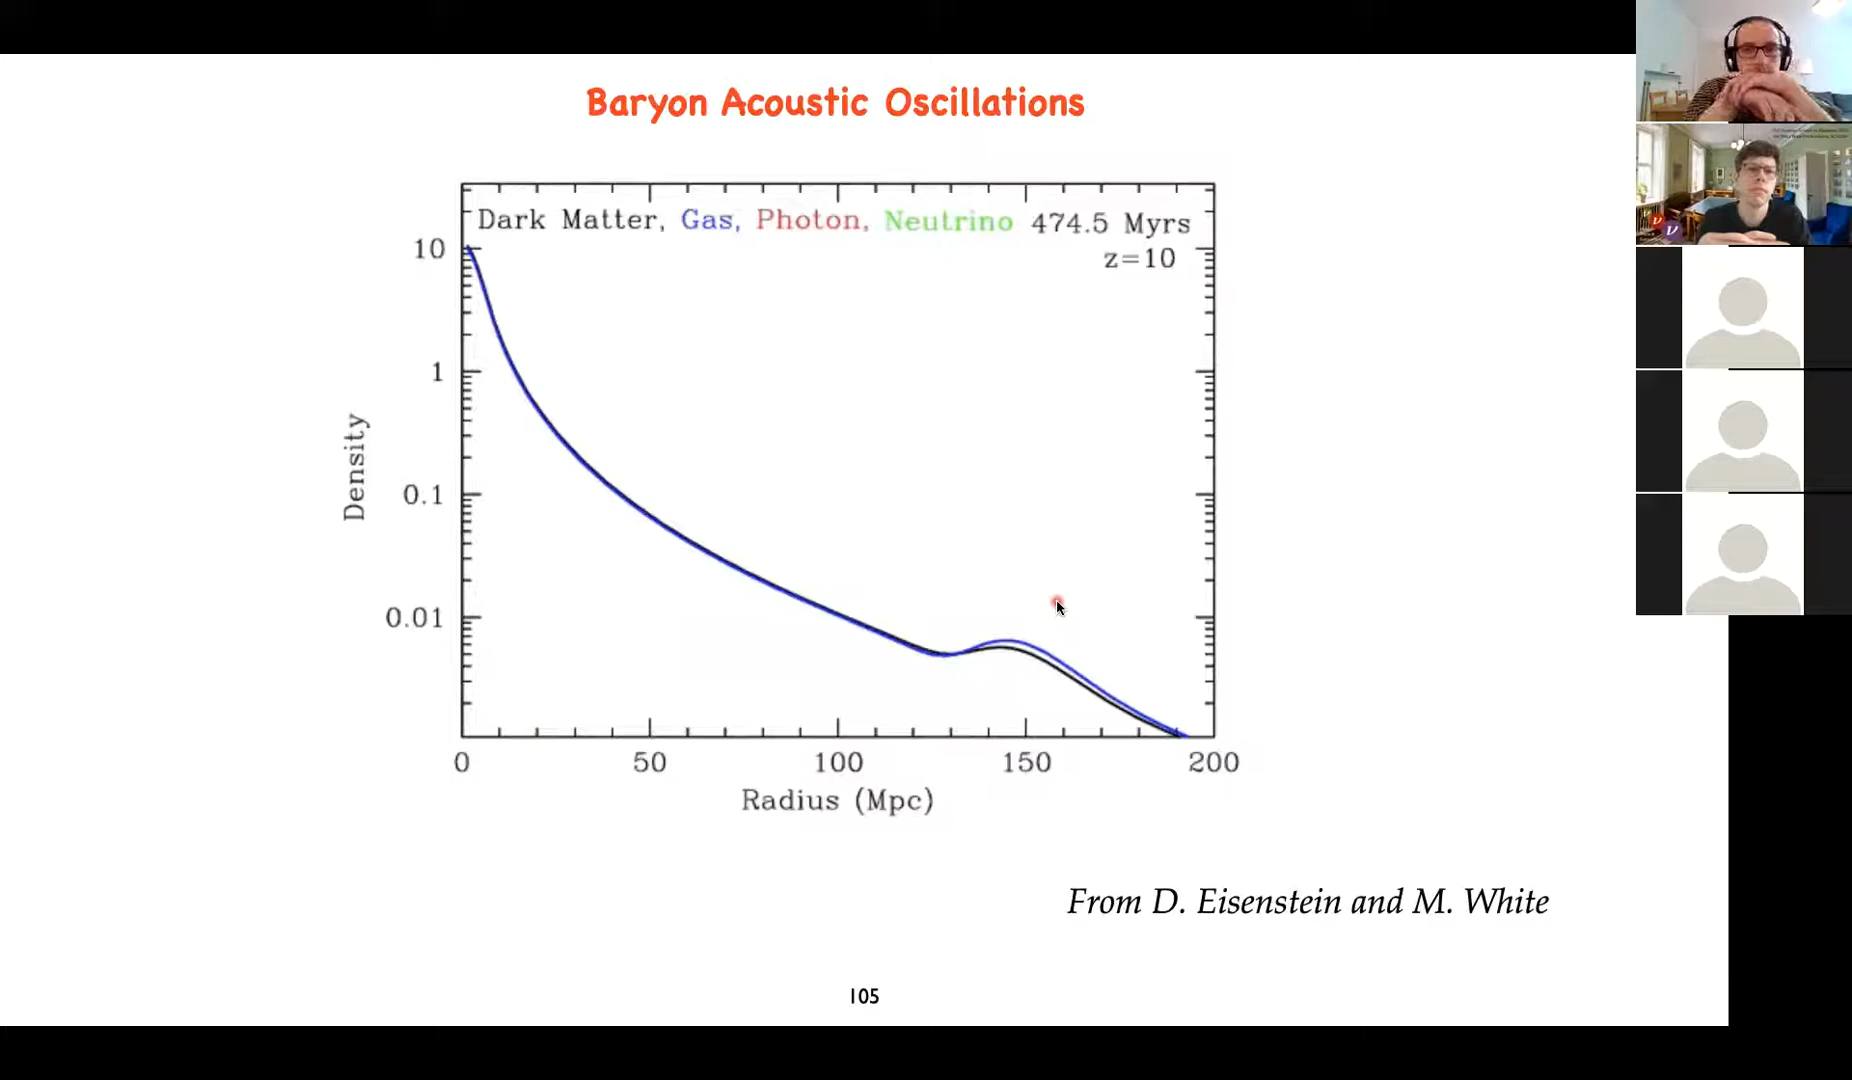 Baryon Acoustic Oscillations
Dark Matter, Gas, Photon, Neutrino 474.5 Myrs
z=10
10
1
0.1
0.01
Density
0
50
100
150
200
Radius (Mpc)
From D. Eisenstein and M. White
105
ν
ν